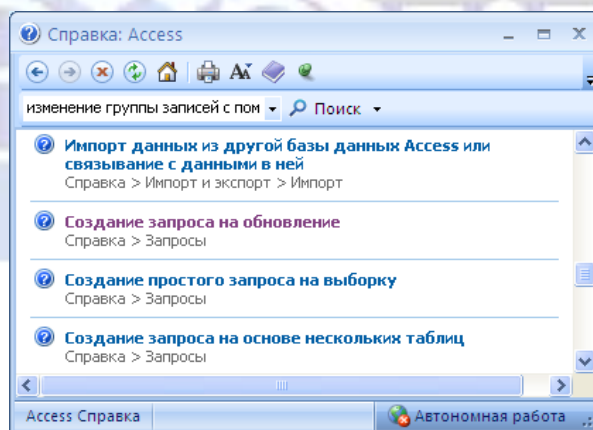 Справка: Access
изменение группы записей с пом
Поиск
Импорт данных из другой базы данных Access или
связывание с данными в ней
Справка > Импорт и экспорт > Импорт
Создание запроса на обновление
Справка > Запросы
Создание простого запроса на выборку
Справка > Запросы
Создание запроса на основе нескольких таблиц
Справка > Запросы
Access Справка
Автономная работа